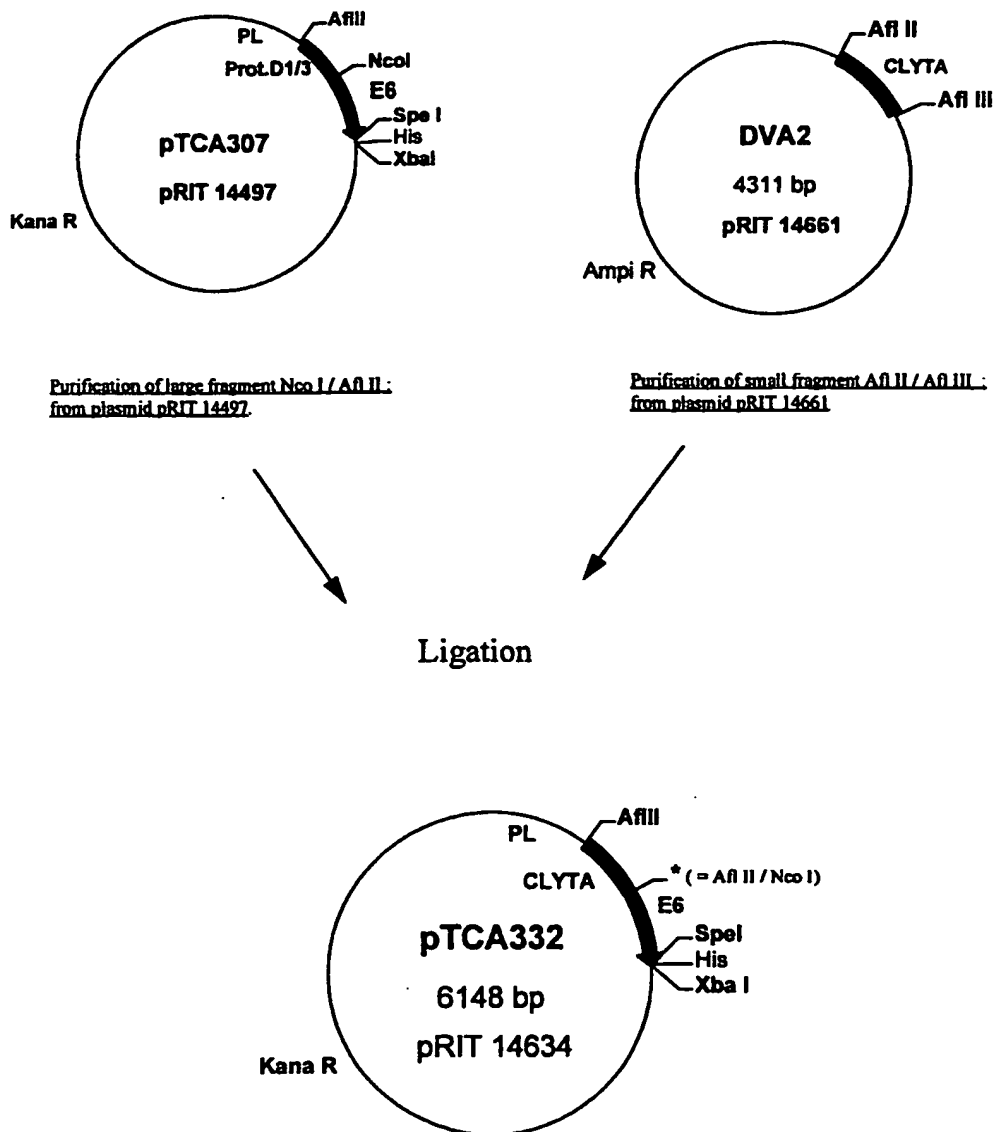 AflII
PL
Prot.D1/3
NcoI
E6
Spe I
His
XbaI
pTCA307
pRIT 14497
Kana R
Afl II
CLYTA
Afl III
DVA2
4311 bp
pRIT 14661
Ampi R
Purification of large fragment Nco I / Afl II :
from plasmid pRIT 14497.
Purification of small fragment Afl II / Afl III :
from plasmid pRIT 14661
Ligation
AflII
PL
CLYTA
* ( = Afl II / Nco I)
E6
SpeI
His
Xba I
pTCA332
6148 bp
pRIT 14634
Kana R